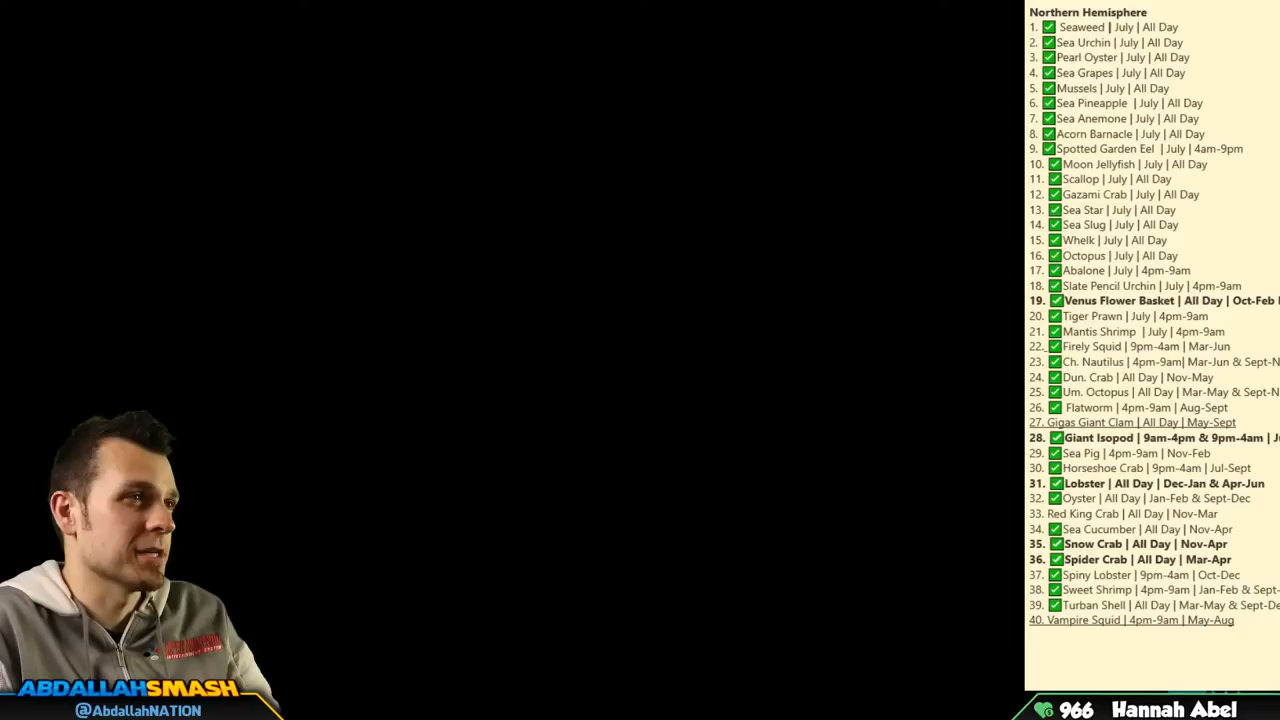 Northern Hemisphere
1. ✅ Seaweed | July | All Day
2. ✅Sea Urchin | July | All Day
3. ✅Pearl Oyster | July | All Day
4. ✅Sea Grapes | July | All Day
5. ✅Mussels | July | All Day
6. ✅Sea Pineapple | July | All Day
7. ✅Sea Anemone | July | All Day
8. ✅Acorn Barnacle | July | All Day
9. ✅Spotted Garden Eel | July | 4am-9pm
10. ✅Moon Jellyfish | July | All Day
11. ✅Scallop | July | All Day
12. ✅Gazami Crab | July | All Day
13. ✅Sea Star | July | All Day
14. ✅Sea Slug | July | All Day
15. ✅Whelk | July | All Day
16. ✅Octopus | July | All Day
17. ✅Abalone | July | 4pm-9am
18. ✅Slate Pencil Urchin | July | 4pm-9am
19. ✅Venus Flower Basket | All Day | Oct-Feb
20. ✅Tiger Prawn | July | 4pm-9am
21. ✅Mantis Shrimp | July | 4pm-9am
22. ✅Firely Squid | 9pm-4am | Mar-Jun
23. ✅Ch. Nautilus | 4pm-9am| Mar-Jun & Sept-N
24. ✅Dun. Crab | All Day | Nov-May
25. ✅Um. Octopus | All Day | Mar-May & Sept-N
26. ✅ Flatworm | 4pm-9am | Aug-Sept
27. Gigas Giant Clam | All Day | May-Sept
28. ✅Giant Isopod | 9am-4pm & 9pm-4am | Ju
29. ✅Sea Pig | 4pm-9am | Nov-Feb
30. ✅Horseshoe Crab | 9pm-4am | Jul-Sept
31. ✅Lobster | All Day | Dec-Jan & Apr-Jun
32. ✅Oyster | All Day | Jan-Feb & Sept-Dec
33. Red King Crab | All Day | Nov-Mar
34. ✅Sea Cucumber | All Day | Nov-Apr
35. ✅Snow Crab | All Day | Nov-Apr
36. ✅Spider Crab | All Day | Mar-Apr
37. ✅Spiny Lobster | 9pm-4am | Oct-Dec
38. ✅Sweet Shrimp | 4pm-9am | Jan-Feb & Sept-
39. ✅Turban Shell | All Day | Mar-May & Sept-De
40. Vampire Squid | 4pm-9am | May-Aug
ABDALLAHSMASH
@AbdallahNATION
966 Hannah Abel